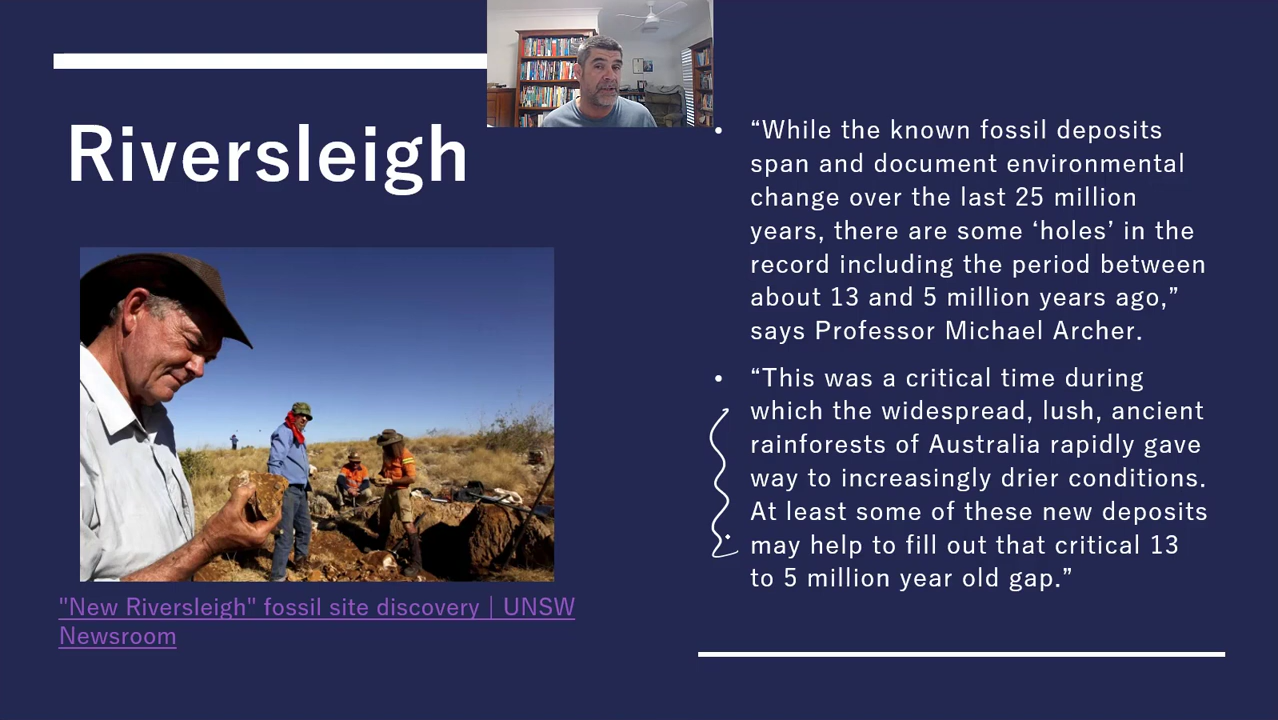 Riversleigh
"New Riversleigh" fossil site discovery | UNSW
Newsroom
• “While the known fossil deposits
span and document environmental
change over the last 25 million
years, there are some ‘holes’ in the
record including the period between
about 13 and 5 million years ago,”
says Professor Michael Archer.
• “This was a critical time during
which the widespread, lush, ancient
rainforests of Australia rapidly gave
way to increasingly drier conditions.
At least some of these new deposits
may help to fill out that critical 13
to 5 million year old gap.”